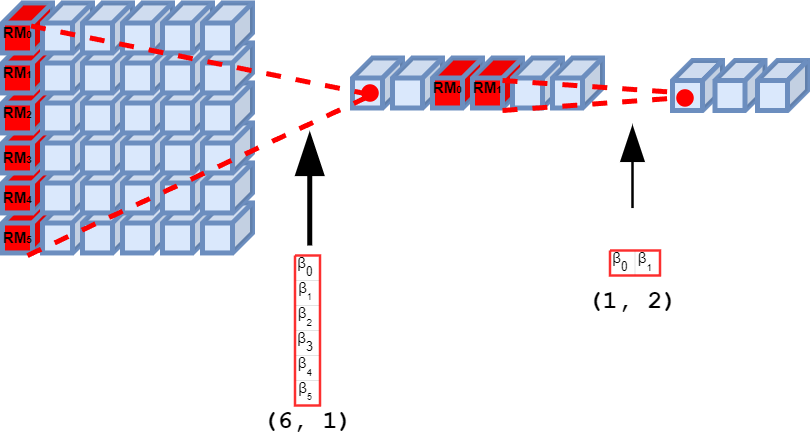 RM₀
RM₁
RM₂
RM₃
RM₄
RM₅
RM₀ RM₁
β₀
β₁
β₂
β₃
β₄
β₅
(6, 1)
β₀ β₁
(1, 2)